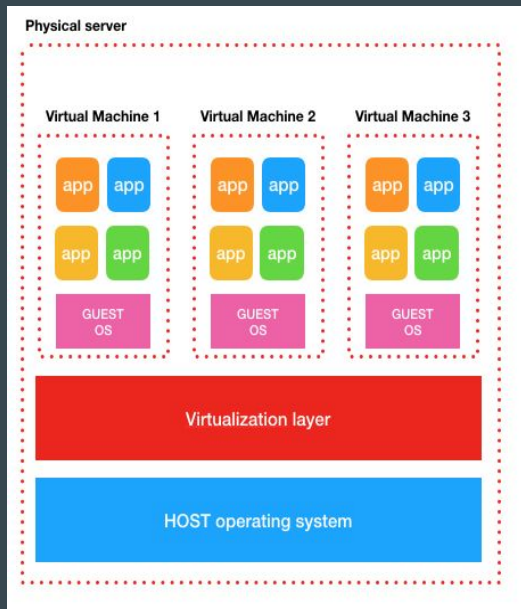 Physical server
Virtual Machine 1
Virtual Machine 2
Virtual Machine 3
app app
app app
app app
app app
app app
app app
GUEST
OS
GUEST
OS
GUEST
OS
Virtualization layer
HOST operating system